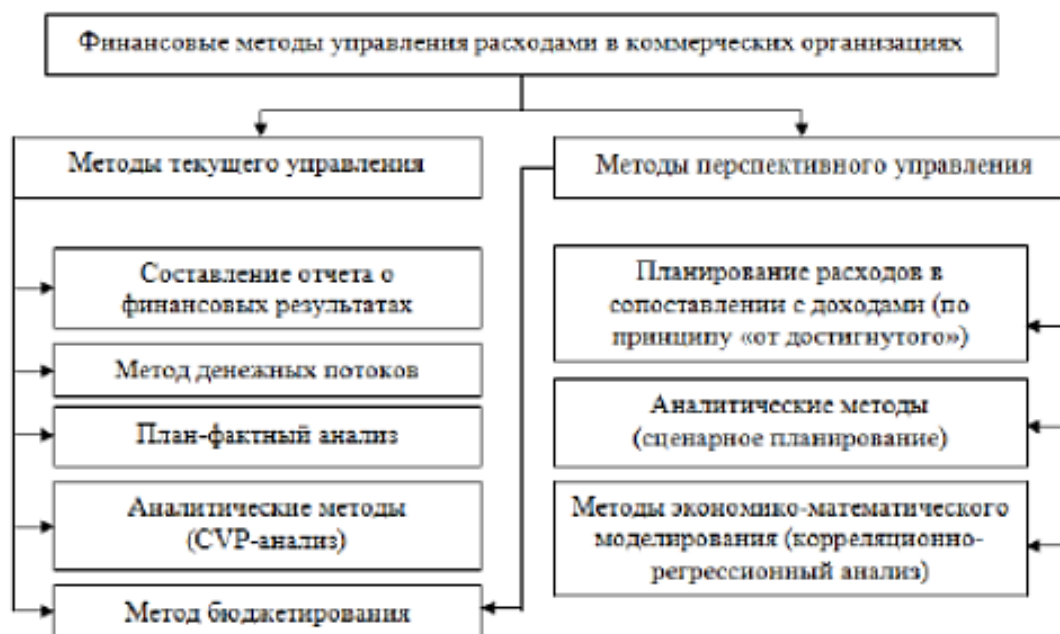 Финансовые методы управления расходами в коммерческих организациях
Методы текущего управления
Составление отчета о
финансовых результатах
Метод денежных потоков
План-фактный анализ
Аналитические методы
(CVP-анализ)
Метод бюджетирования
Методы перспективного управления
Планирование расходов в
сопоставлении с доходами (по
принципу «от достигнутого»)
Аналитические методы
(сценарное планирование)
Методы экономико-математического
моделирования (корреляционно-
регрессионный анализ)